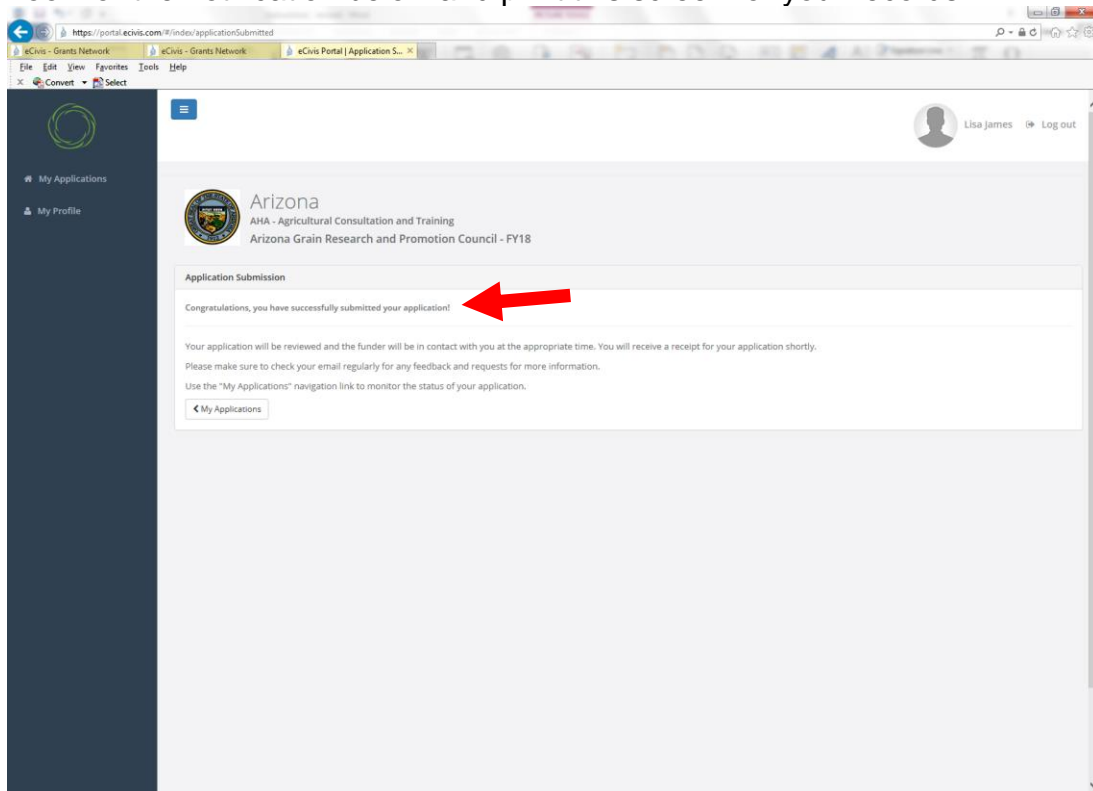 https://portal.ecivis.com/#/index/applicationSubmitted
eCivis - Grants Network
eCivis - Grants Network
eCivis Portal | Application S...
File Edit View Favorites Tools Help
Convert Select
Lisa James Log out
My Applications
My Profile
Arizona
AHA - Agricultural Consultation and Training
Arizona Grain Research and Promotion Council - FY18
Application Submission
Congratulations, you have successfully submitted your application!
Your application will be reviewed and the funder will be in contact with you at the appropriate time. You will receive a receipt for your application shortly.
Please make sure to check your email regularly for any feedback and requests for more information.
Use the "My Applications" navigation link to monitor the status of your application.
My Applications